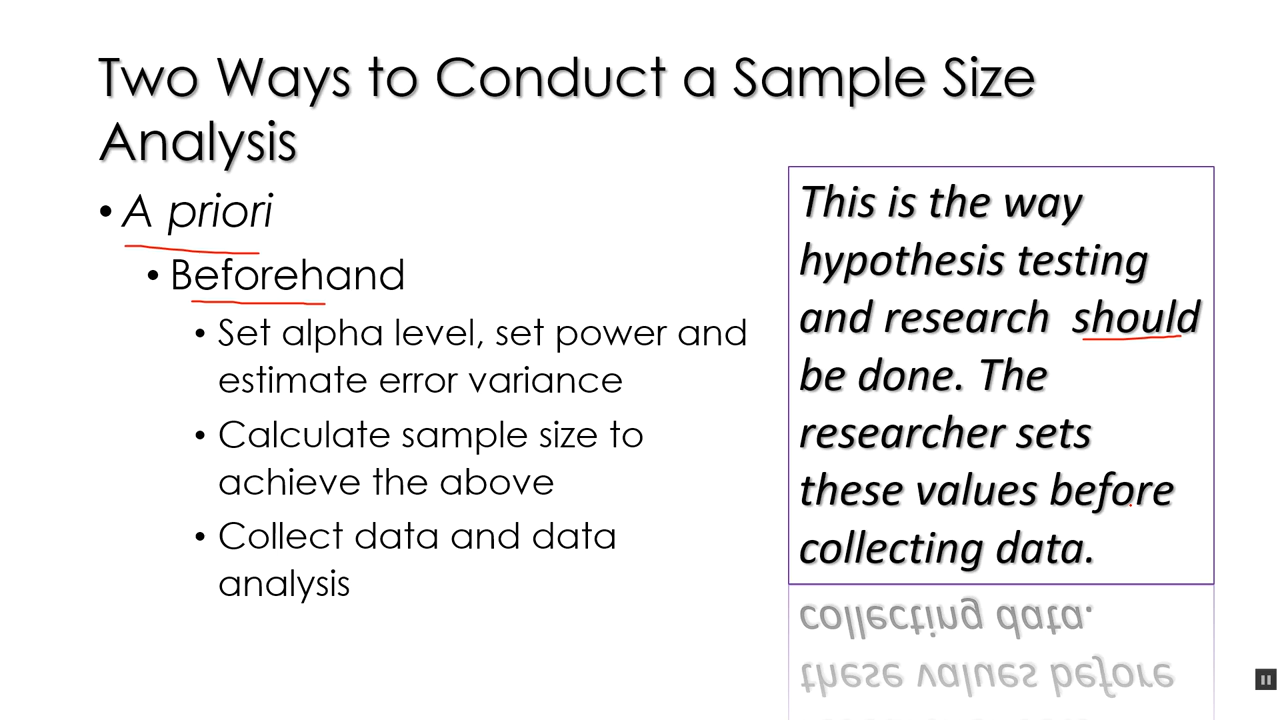 Two Ways to Conduct a Sample Size
Analysis
• A priori
• Beforehand
• Set alpha level, set power and
estimate error variance
• Calculate sample size to
achieve the above
• Collect data and data
analysis
This is the way
hypothesis testing
and research should
be done. The
researcher sets
these values before
collecting data.